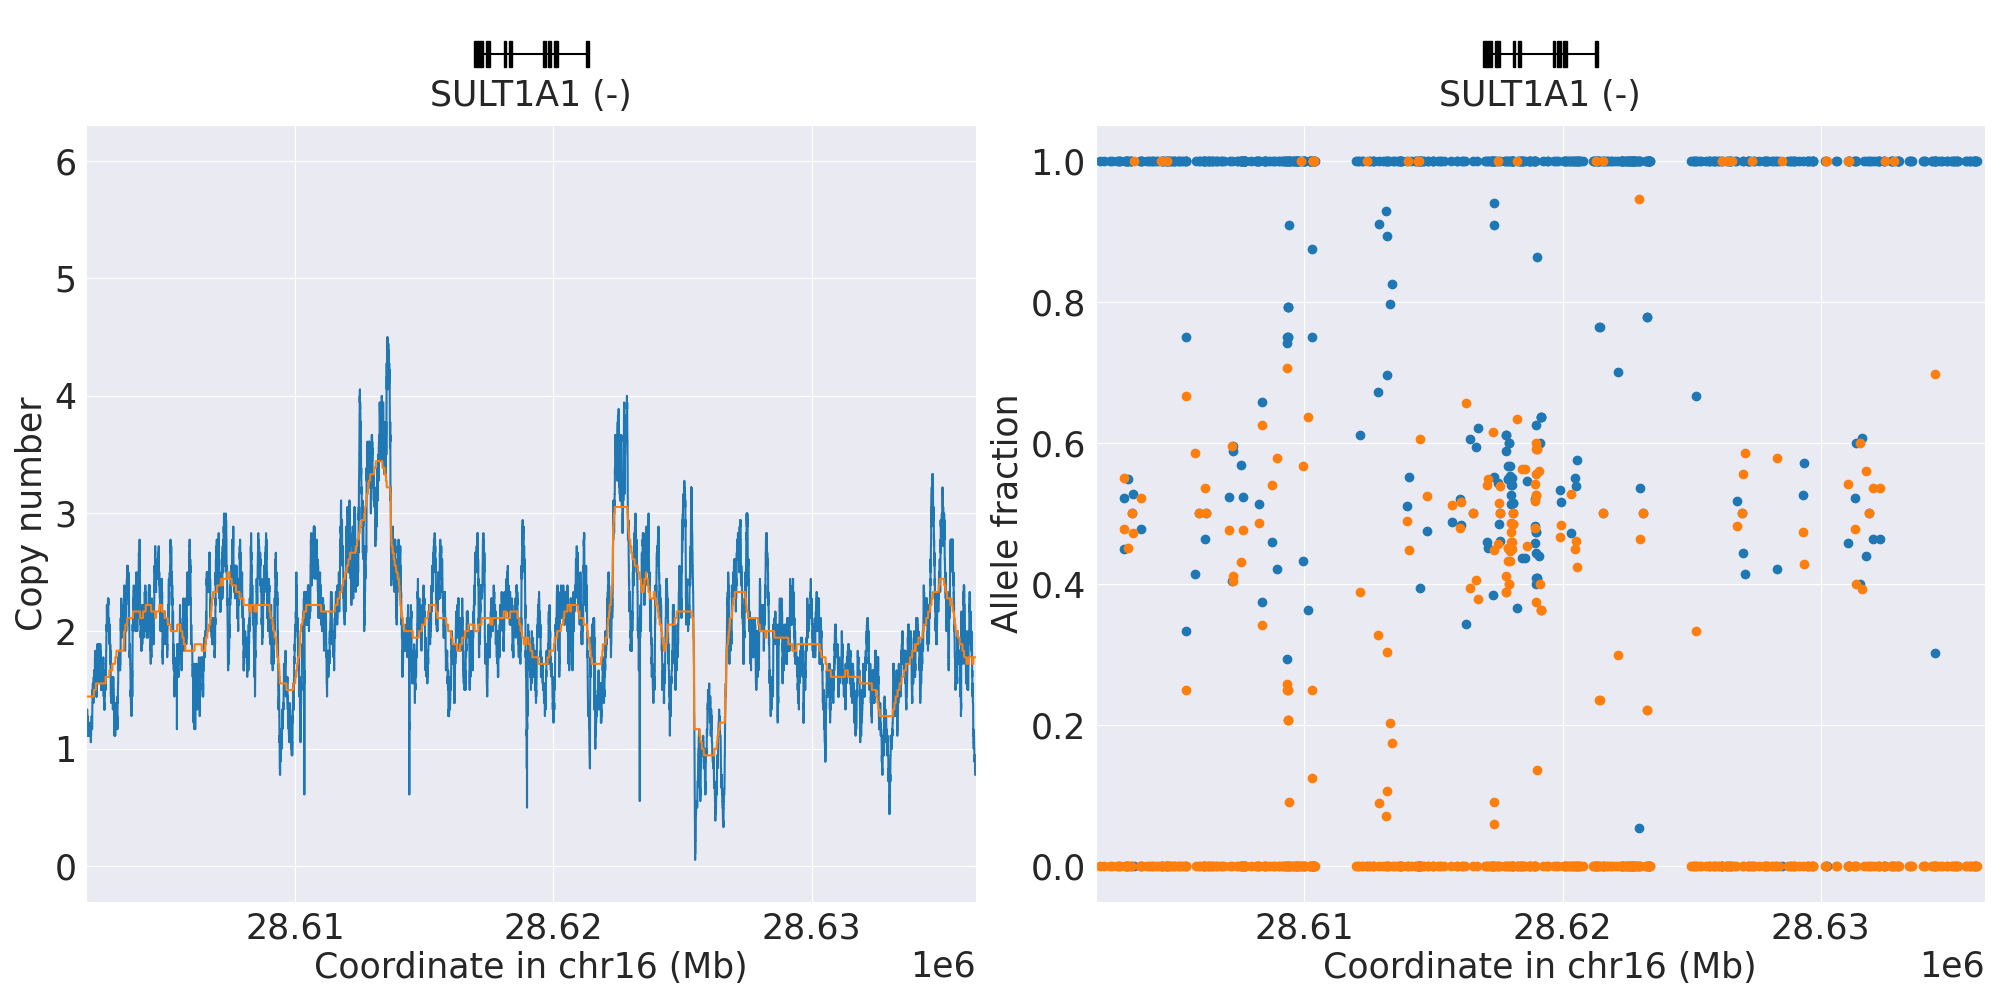 SULT1A1 (-)
Copy number
6
5
4
3
2
1
0
28.61
28.62
28.63
Coordinate in chr16 (Mb)
1e6
SULT1A1 (-)
Allele fraction
1.0
0.8
0.6
0.4
0.2
0.0
28.61
28.62
28.63
Coordinate in chr16 (Mb)
1e6